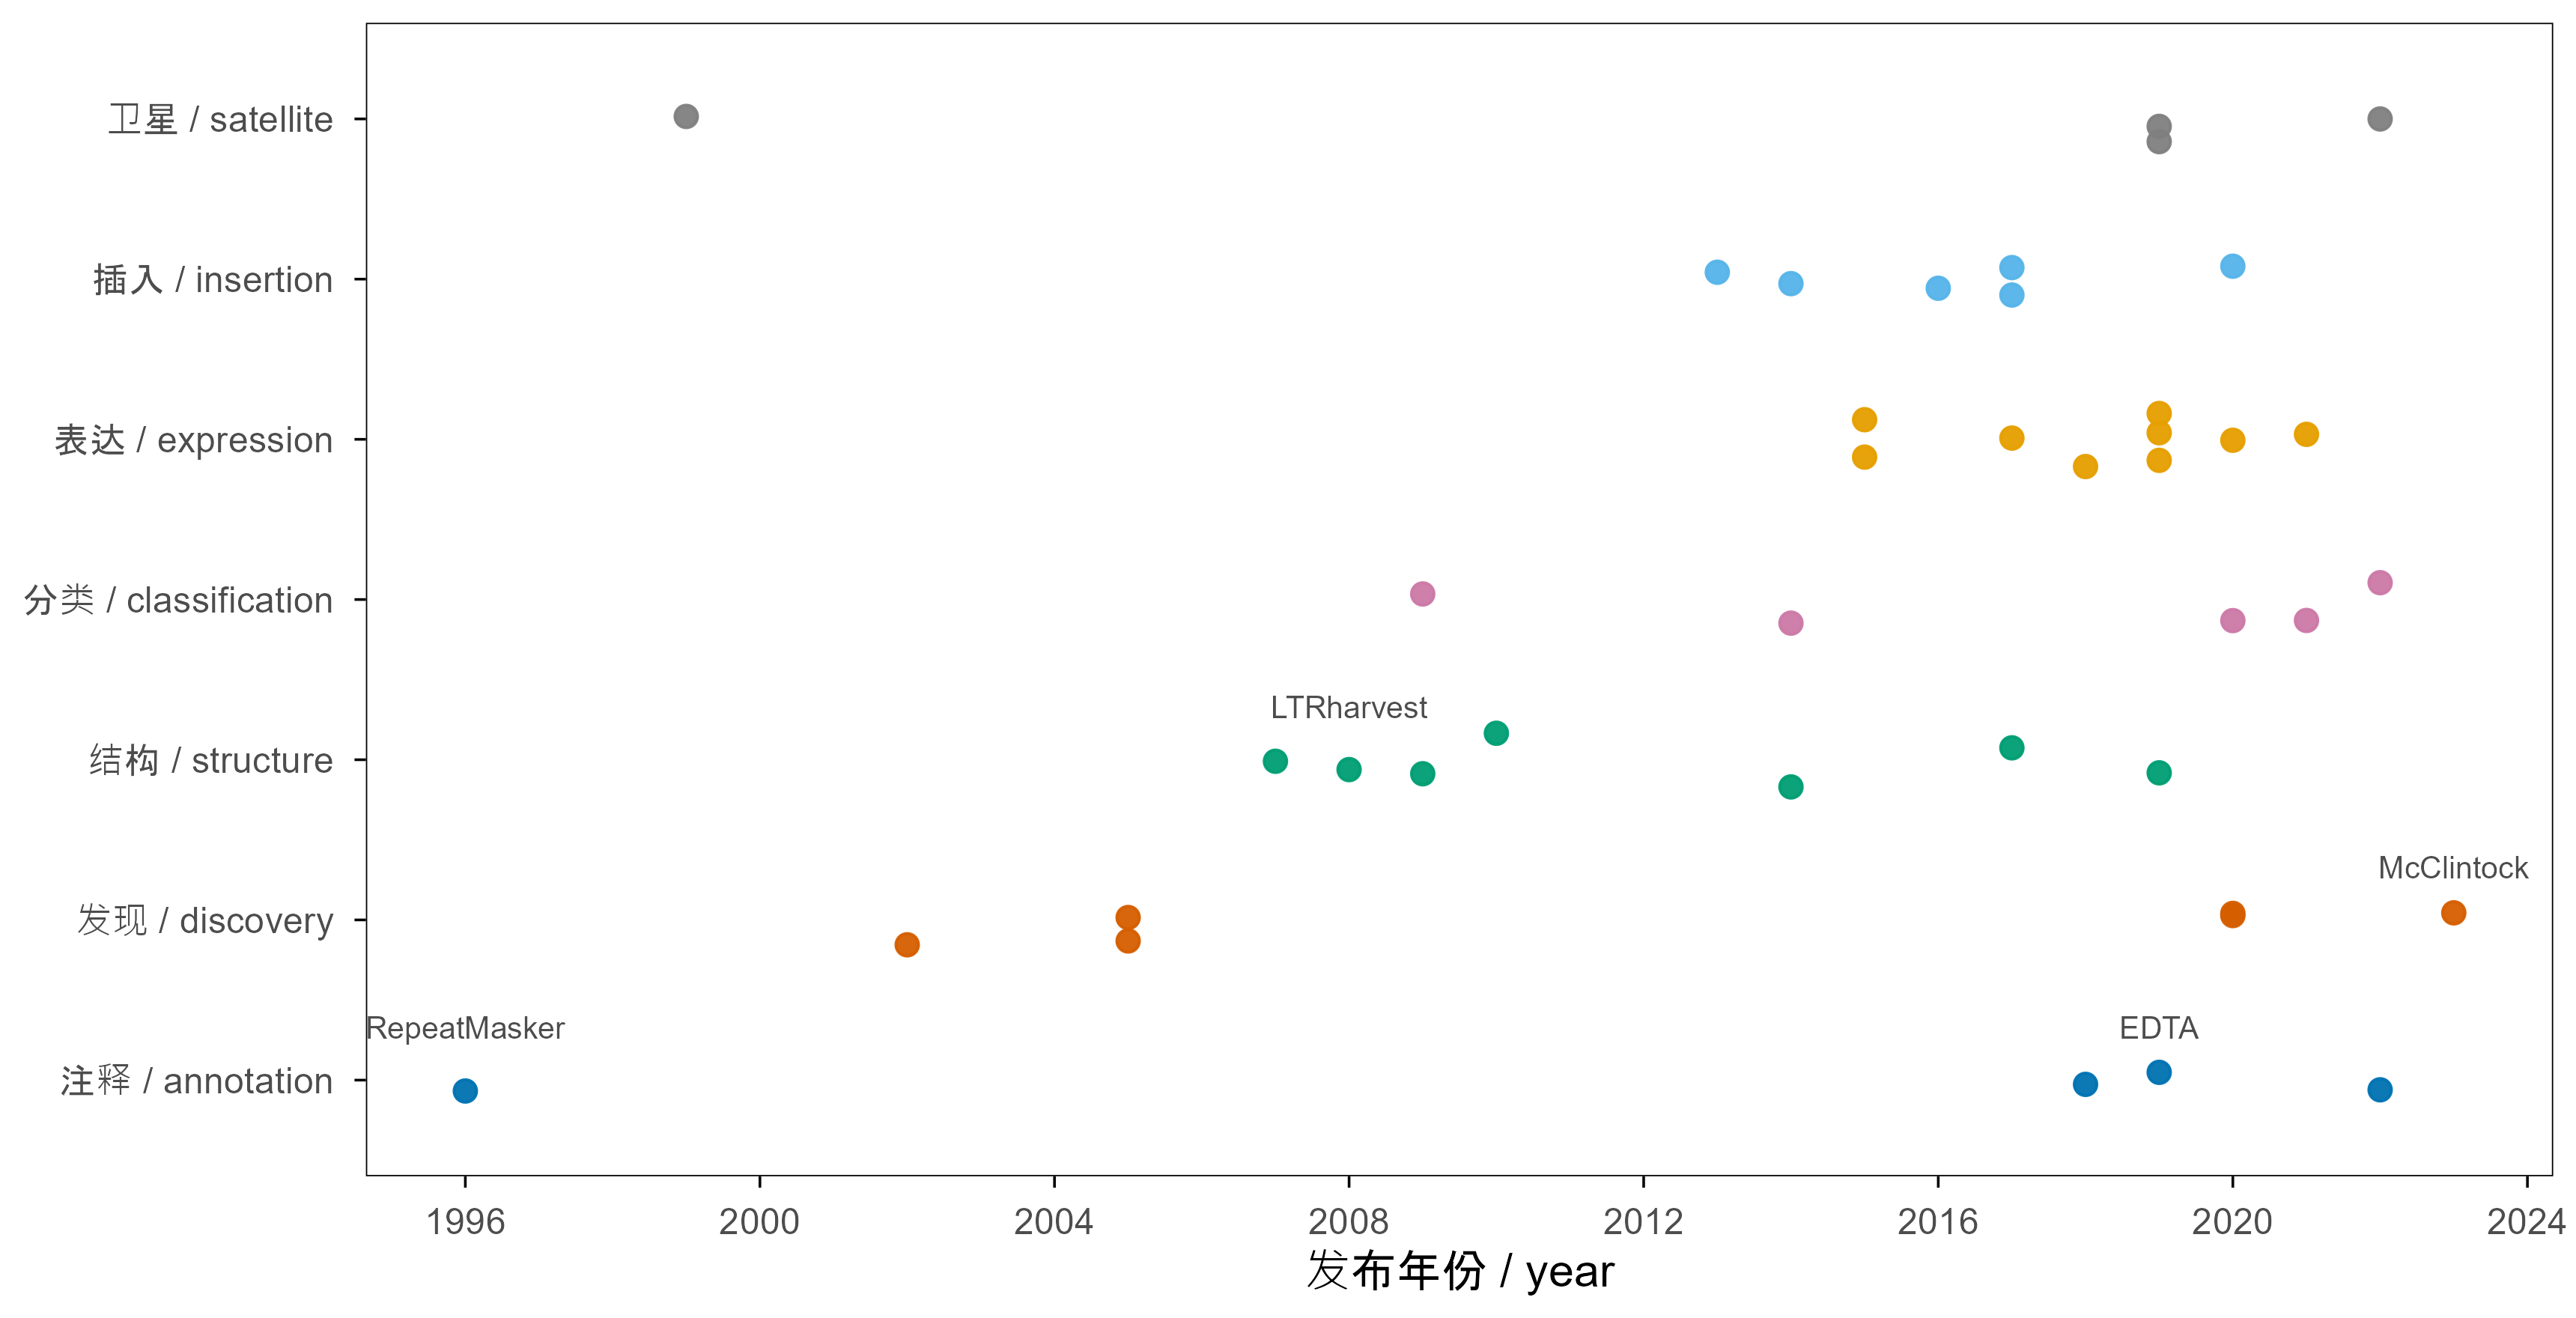 卫星 / satellite
插入 / insertion
表达 / expression
分类 / classification
LTRharvest
结构 / structure
McClintock
发现 / discovery
RepeatMasker
EDTA
注释 / annotation
1996 2000 2004 2008 2012 2016 2020 2024
发布年份 / year